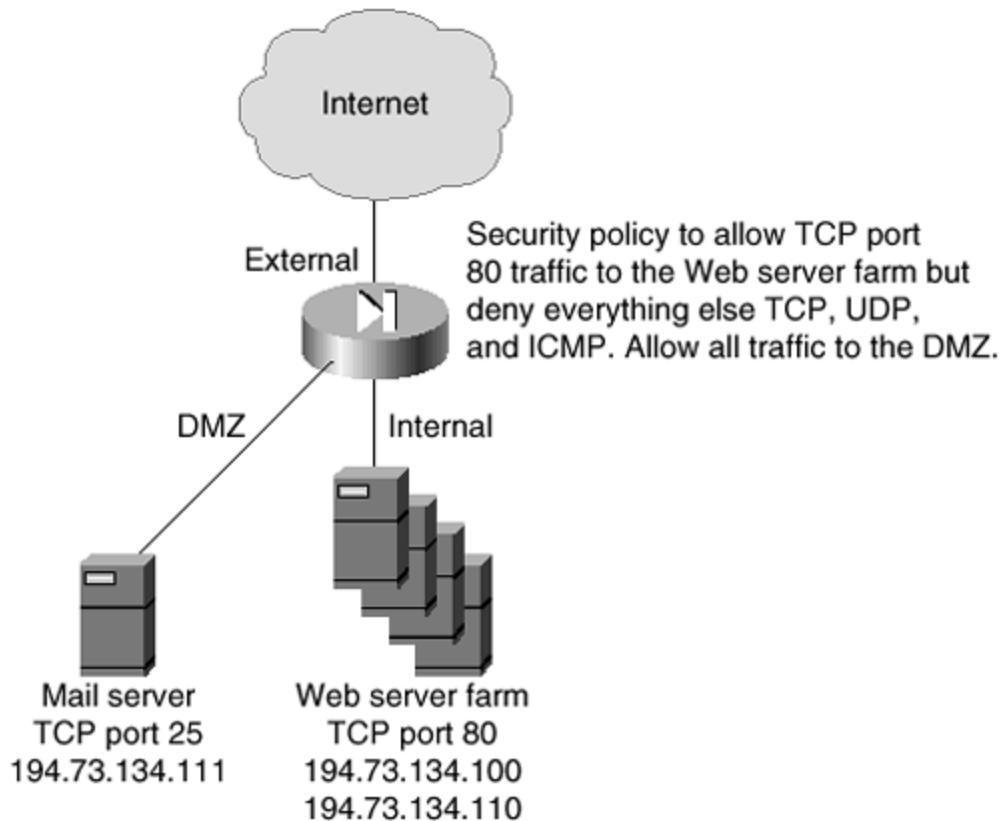 Internet
External
Security policy to allow TCP port
80 traffic to the Web server farm but
deny everything else TCP, UDP,
and ICMP. Allow all traffic to the DMZ.
DMZ
Internal
Mail server
TCP port 25
194.73.134.111
Web server farm
TCP port 80
194.73.134.100
194.73.134.110